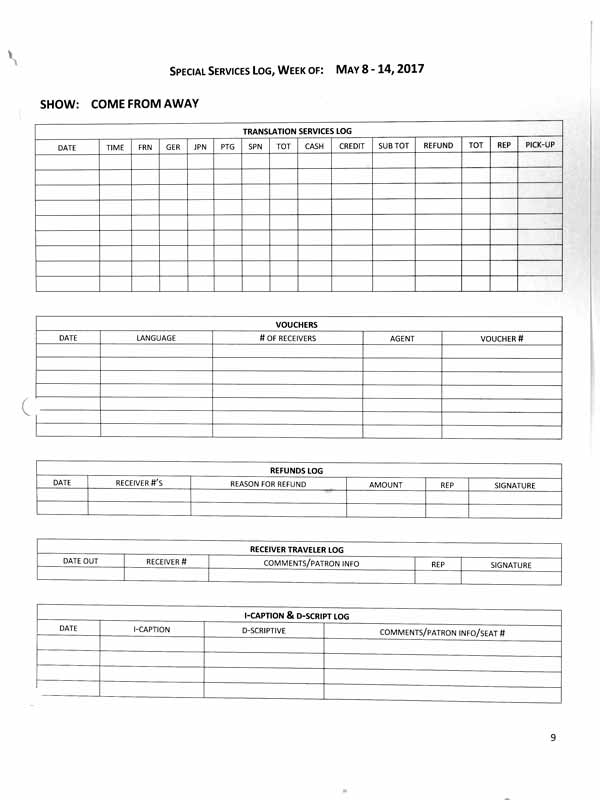 SPECIAL SERVICES LOG, WEEK OF: MAY 8 - 14, 2017
SHOW: COME FROM AWAY
TRANSLATION SERVICES LOG
DATE TIME FRN GER JPN PTG SPN TOT CASH CREDIT SUB TOT REFUND TOT REP PICK-UP
VOUCHERS
DATE LANGUAGE # OF RECEIVERS AGENT VOUCHER #
REFUNDS LOG
DATE RECEIVER #'S REASON FOR REFUND AMOUNT REP SIGNATURE
RECEIVER TRAVELER LOG
DATE OUT RECEIVER # COMMENTS/PATRON INFO REP SIGNATURE
I-CAPTION & D-SCRIPT LOG
DATE I-CAPTION D-SCRIPTIVE COMMENTS/PATRON INFO/SEAT #
9